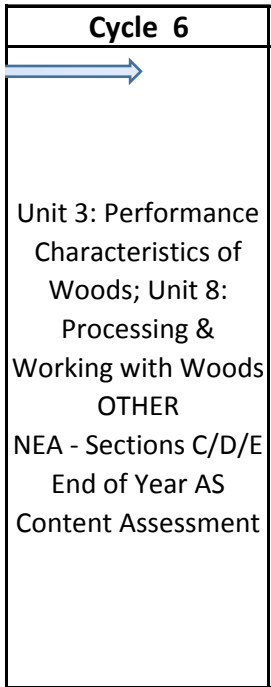 Cycle 6
Unit 3: Performance
Characteristics of
Woods; Unit 8:
Processing &
Working with Woods
OTHER
NEA - Sections C/D/E
End of Year AS
Content Assessment